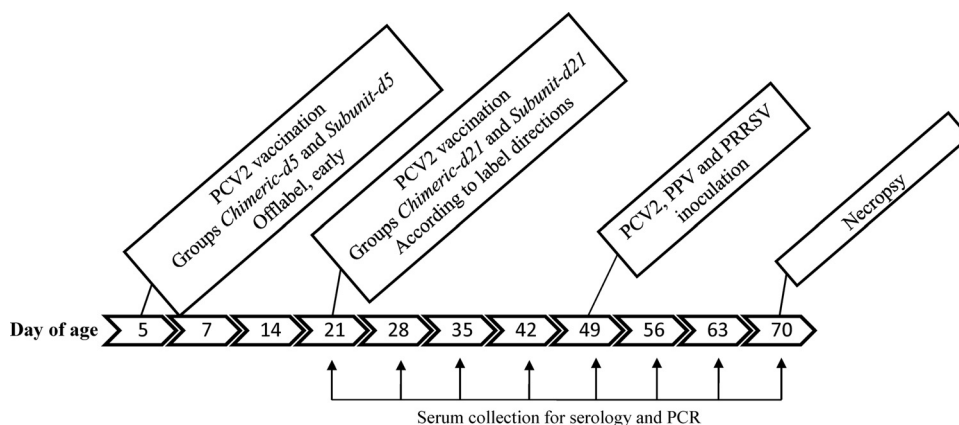 PCV2 vaccination
Groups Chimeric-d5 and Subunit-d5
Offlabel, early
PCV2 vaccination
Groups Chimeric-d21 and Subunit-d21
According to label directions
PCV2, PPV and PRRSV
inoculation
Necropsy
Day of age 5 7 14 21 28 35 42 49 56 63 70
Serum collection for serology and PCR